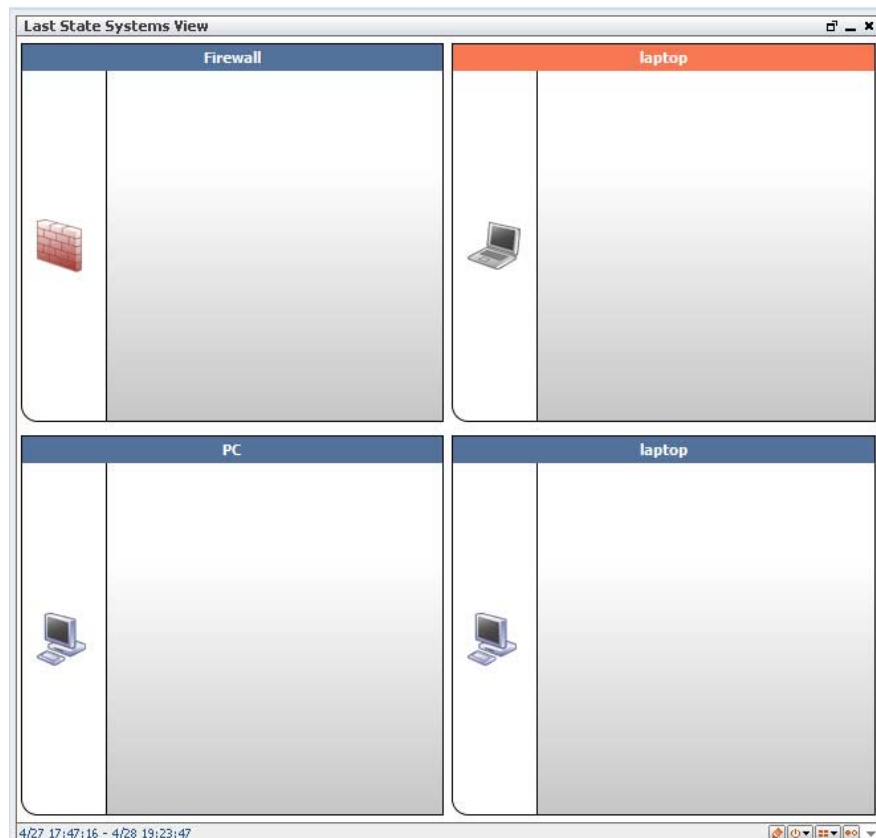 Last State Systems View
Firewall
laptop
PC
laptop
4/27 17:47:16 - 4/28 19:23:47